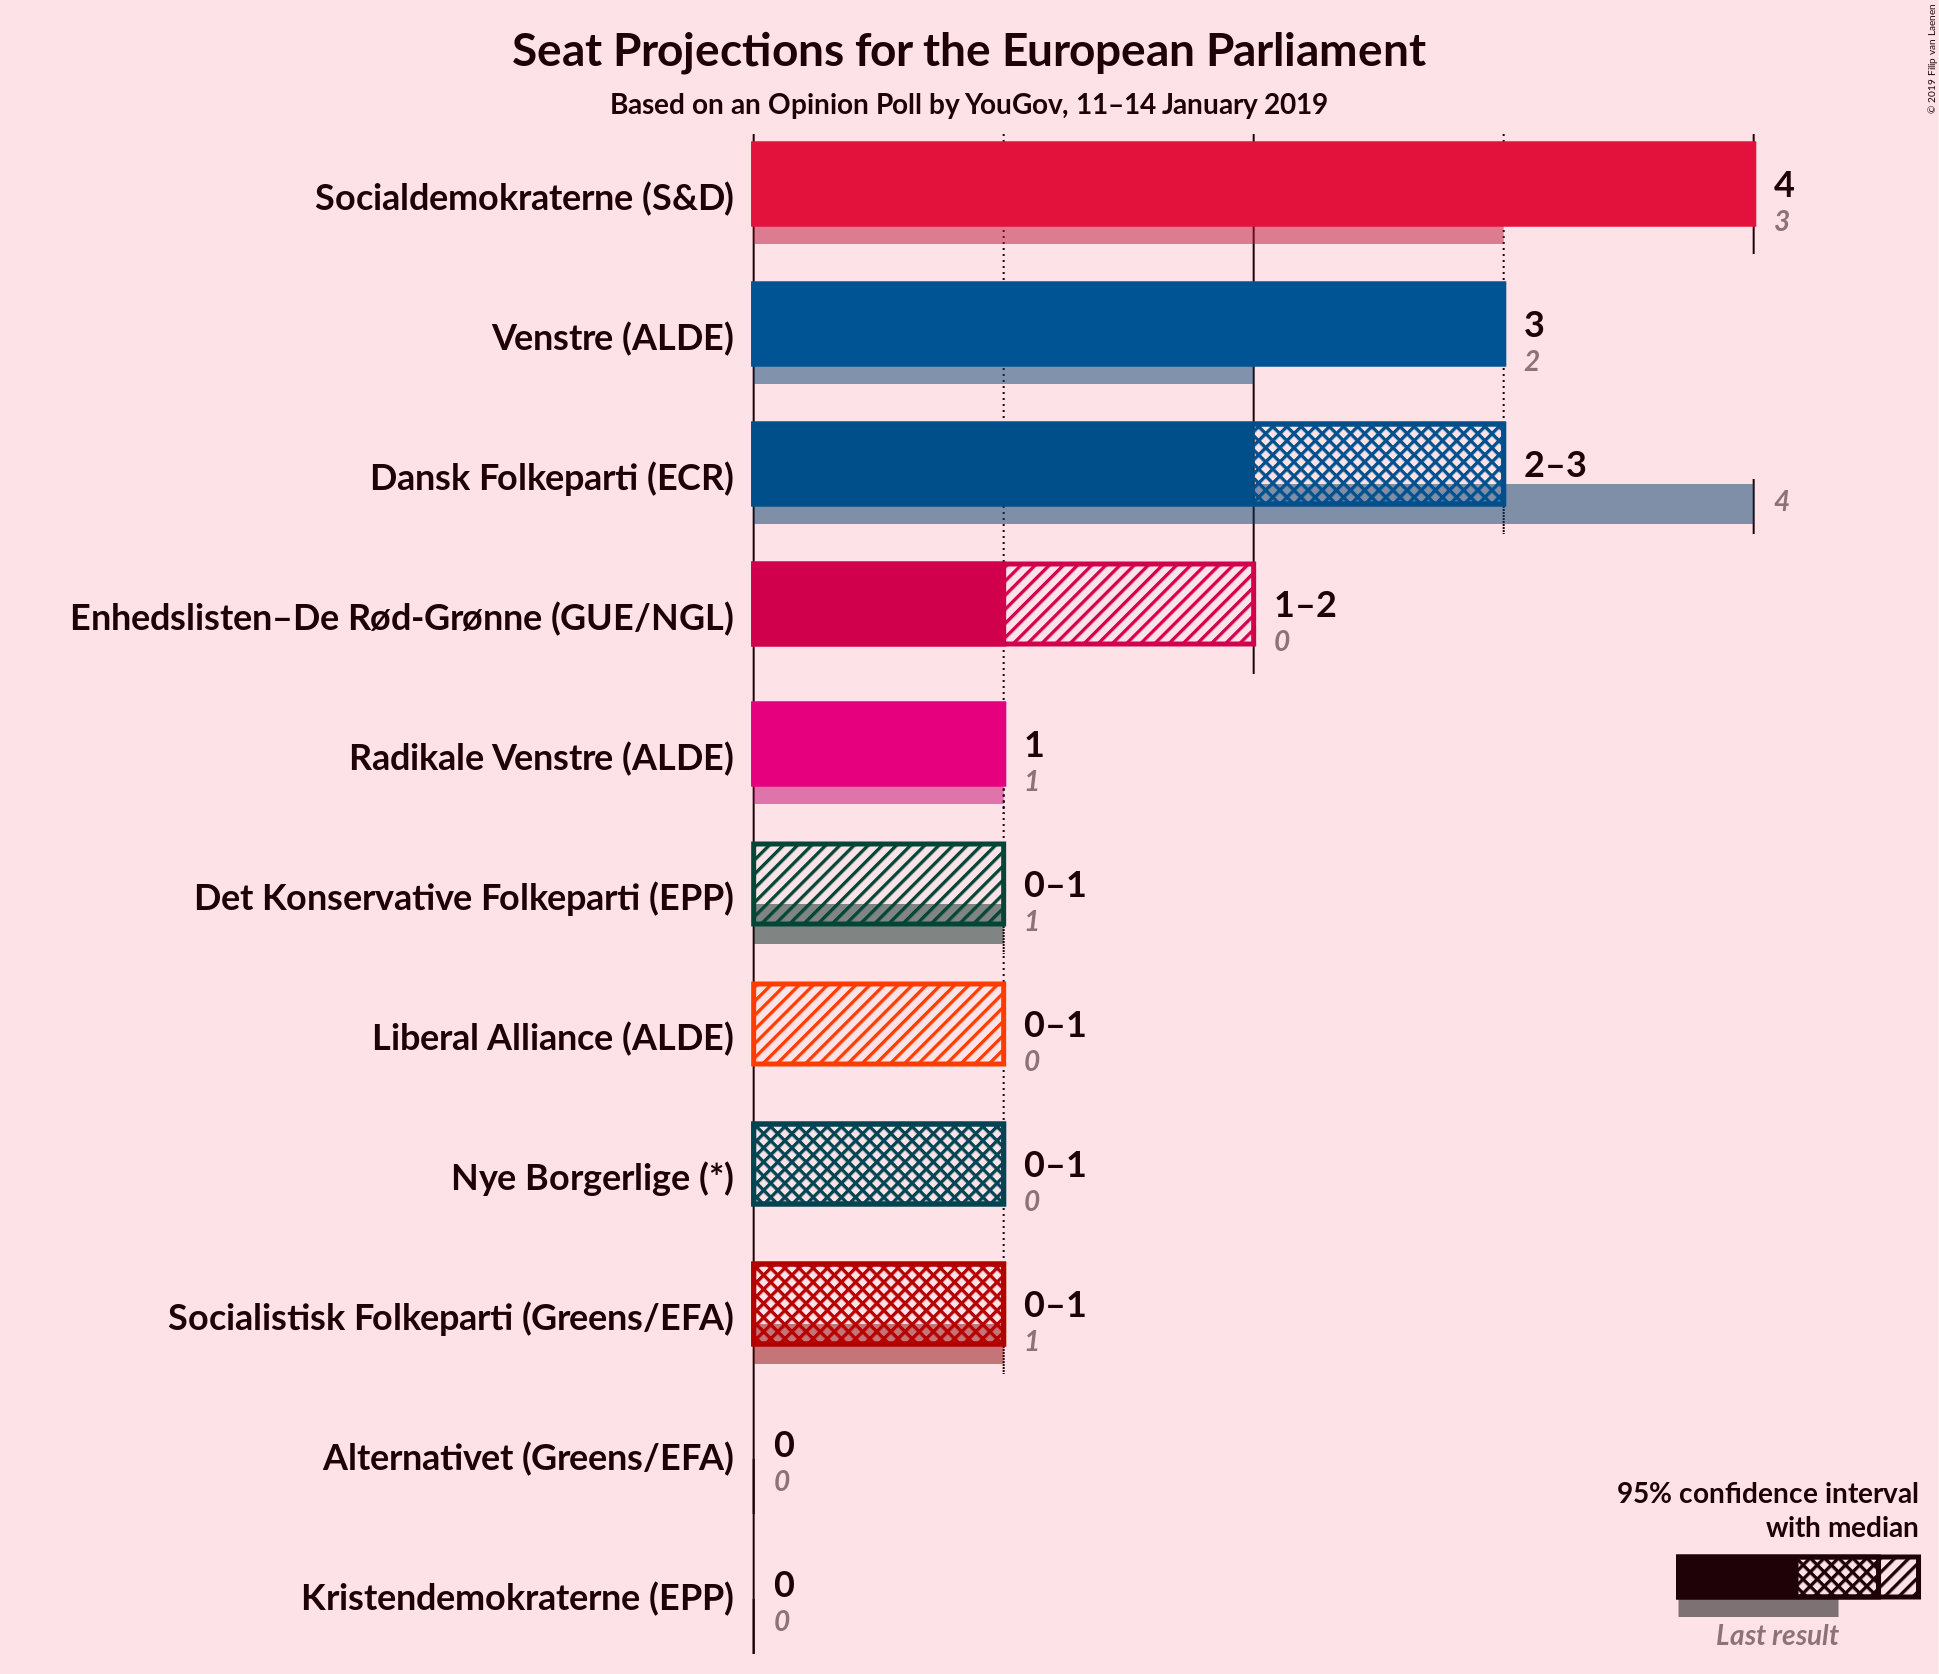 Seat Projections for the European Parliament
Based on an Opinion Poll by YouGov, 11–14 January 2019
© 2019 Filip van Laenen
Socialdemokraterne (S&D)
4
3
Venstre (ALDE)
3
2
Dansk Folkeparti (ECR)
2–3
4
Enhedslisten–De Rød-Grønne (GUE/NGL)
1–2
0
Radikale Venstre (ALDE)
1
1
Det Konservative Folkeparti (EPP)
0–1
1
Liberal Alliance (ALDE)
0–1
0
Nye Borgerlige (*)
0–1
0
Socialistisk Folkeparti (Greens/EFA)
0–1
1
Alternativet (Greens/EFA)
0
0
Kristendemokraterne (EPP)
0
0
95% confidence interval
with median
Last result